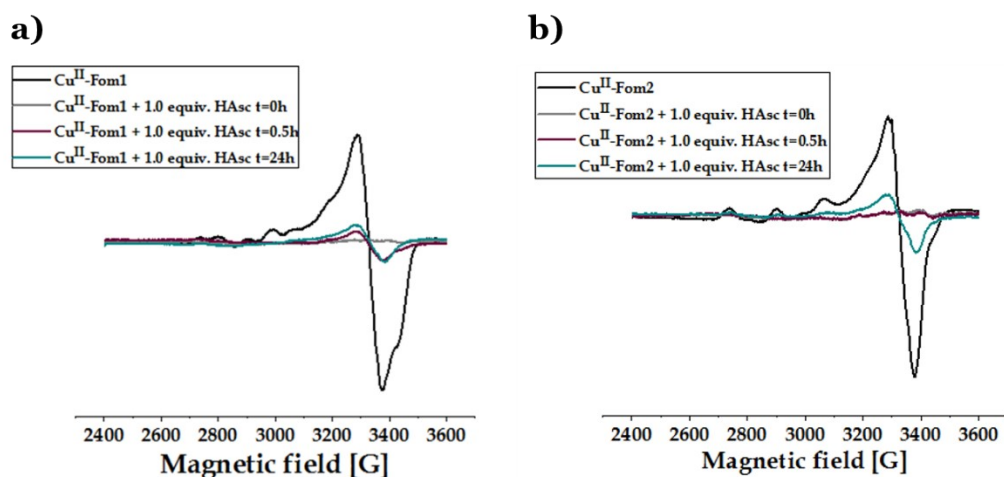 a)
Cu^II-Fom1
Cu^II-Fom1 + 1.0 equiv. HAsc t=0h
Cu^II-Fom1 + 1.0 equiv. HAsc t=0.5h
Cu^II-Fom1 + 1.0 equiv. HAsc t=24h
2400 2600 2800 3000 3200 3400 3600
Magnetic field [G]
b)
Cu^II-Fom2
Cu^II-Fom2 + 1.0 equiv. HAsc t=0h
Cu^II-Fom2 + 1.0 equiv. HAsc t=0.5h
Cu^II-Fom2 + 1.0 equiv. HAsc t=24h
2400 2600 2800 3000 3200 3400 3600
Magnetic field [G]